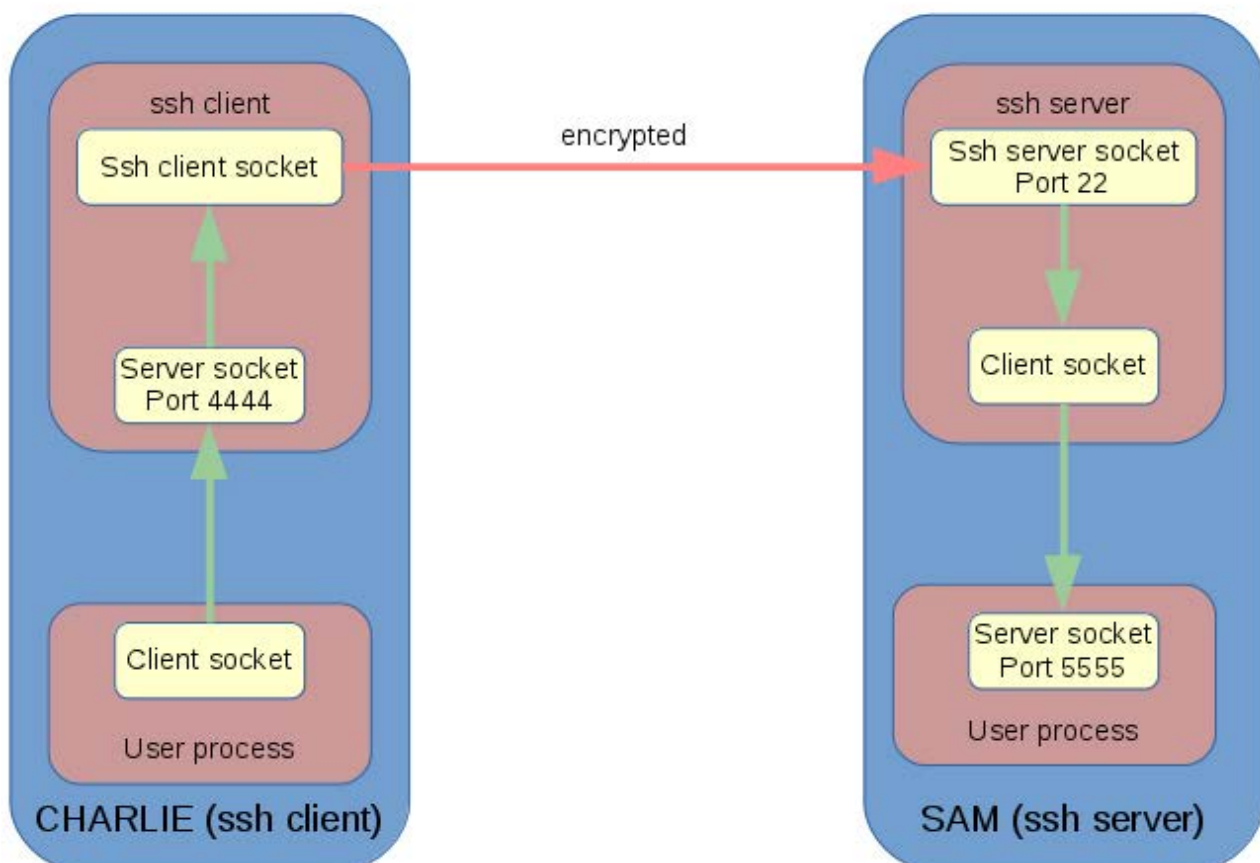 ssh client
Ssh client socket
Server socket
Port 4444
Client socket
User process
CHARLIE (ssh client)
encrypted
ssh server
Ssh server socket
Port 22
Client socket
Server socket
Port 5555
User process
SAM (ssh server)